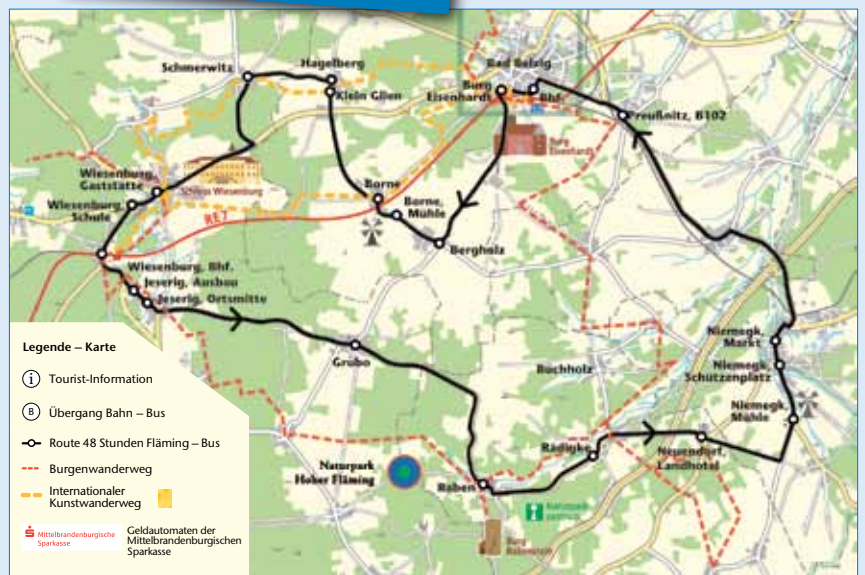 Schmerwitz
Hagelberg
Klein Glien
Bad Belzig
Burg
Eisenhardt
Bhf.
Preußnitz, B102
Burg
Eisenhardt
Wiesenburg,
Gaststätte
Schloss Wiesenburg
Wiesenburg,
Schule
RE7
Borne
Borne,
Mühle
Bergholz
Wiesenburg, Bhf.
Jeserig, Ausbau
Jeserig, Ortsmitte
Grubo
Buchholz
Niemegk,
Markt
Niemegk,
Schützenplatz
Niemegk,
Mühle
Rädigke
Neuendorf,
Landhotel
Naturpark
Hoher Fläming
Raben
Naturpark
zentrum
Burg
Rabenstein
Legende – Karte
i Tourist-Information
B Übergang Bahn – Bus
Route 48 Stunden Fläming – Bus
Burgenwanderweg
Internationaler
Kunstwanderweg
Mittelbrandenburgische
Sparkasse
Geldautomaten der
Mittelbrandenburgischen
Sparkasse